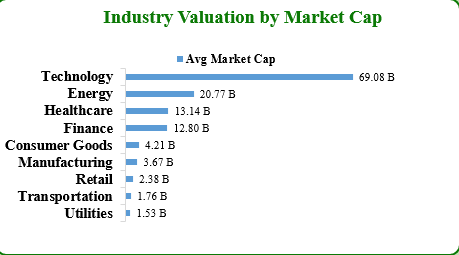 Industry Valuation by Market Cap
Avg Market Cap
Technology 69.08 B
Energy 20.77 B
Healthcare 13.14 B
Finance 12.80 B
Consumer Goods 4.21 B
Manufacturing 3.67 B
Retail 2.38 B
Transportation 1.76 B
Utilities 1.53 B